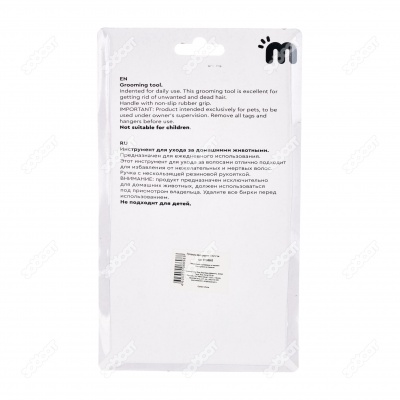 m
EN
Grooming tool.
Indented for daily use. This grooming tool is excellent for
getting rid of unwanted and dead hair.
Handle with non-slip rubber grip.
IMPORTANT: Product intended exclusively for pets, to be
used under owner's supervision. Remove all tags and
hangers before use.
Not suitable for children.
RU
Инструмент для ухода за домашними животными.
Предназначен для ежедневного использования.
Этот инструмент для ухода за волосами отлично подходит
для избавления от нежелательных и мертвых волос.
Ручка с нескользящей резиновой рукояткой.
ВНИМАНИЕ: продукт предназначен исключительно
для домашних животных, должен использоваться
под присмотром владельца. Удалите все бирки перед
использованием.
Не подходит для детей.